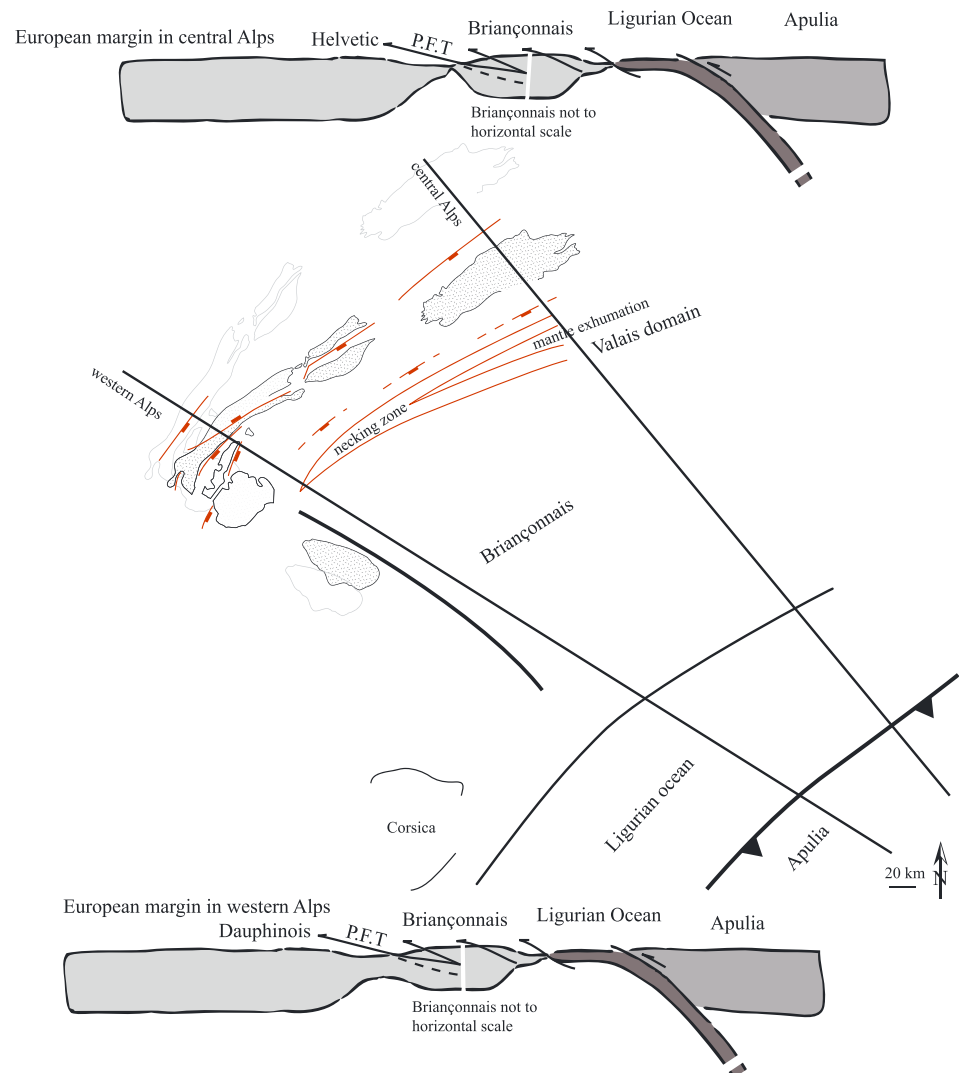 European margin in central Alps
Helvetic
P.F.T
Briançonnais
Ligurian Ocean
Apulia
Briançonnais not to
horizontal scale
central Alps
mantle exhumation
Valais domain
western Alps
necking zone
Briançonnais
Ligurian ocean
Apulia
Corsica
20 km
N
European margin in western Alps
Dauphinois
P.F.T
Briançonnais
Ligurian Ocean
Apulia
Briançonnais not to
horizontal scale